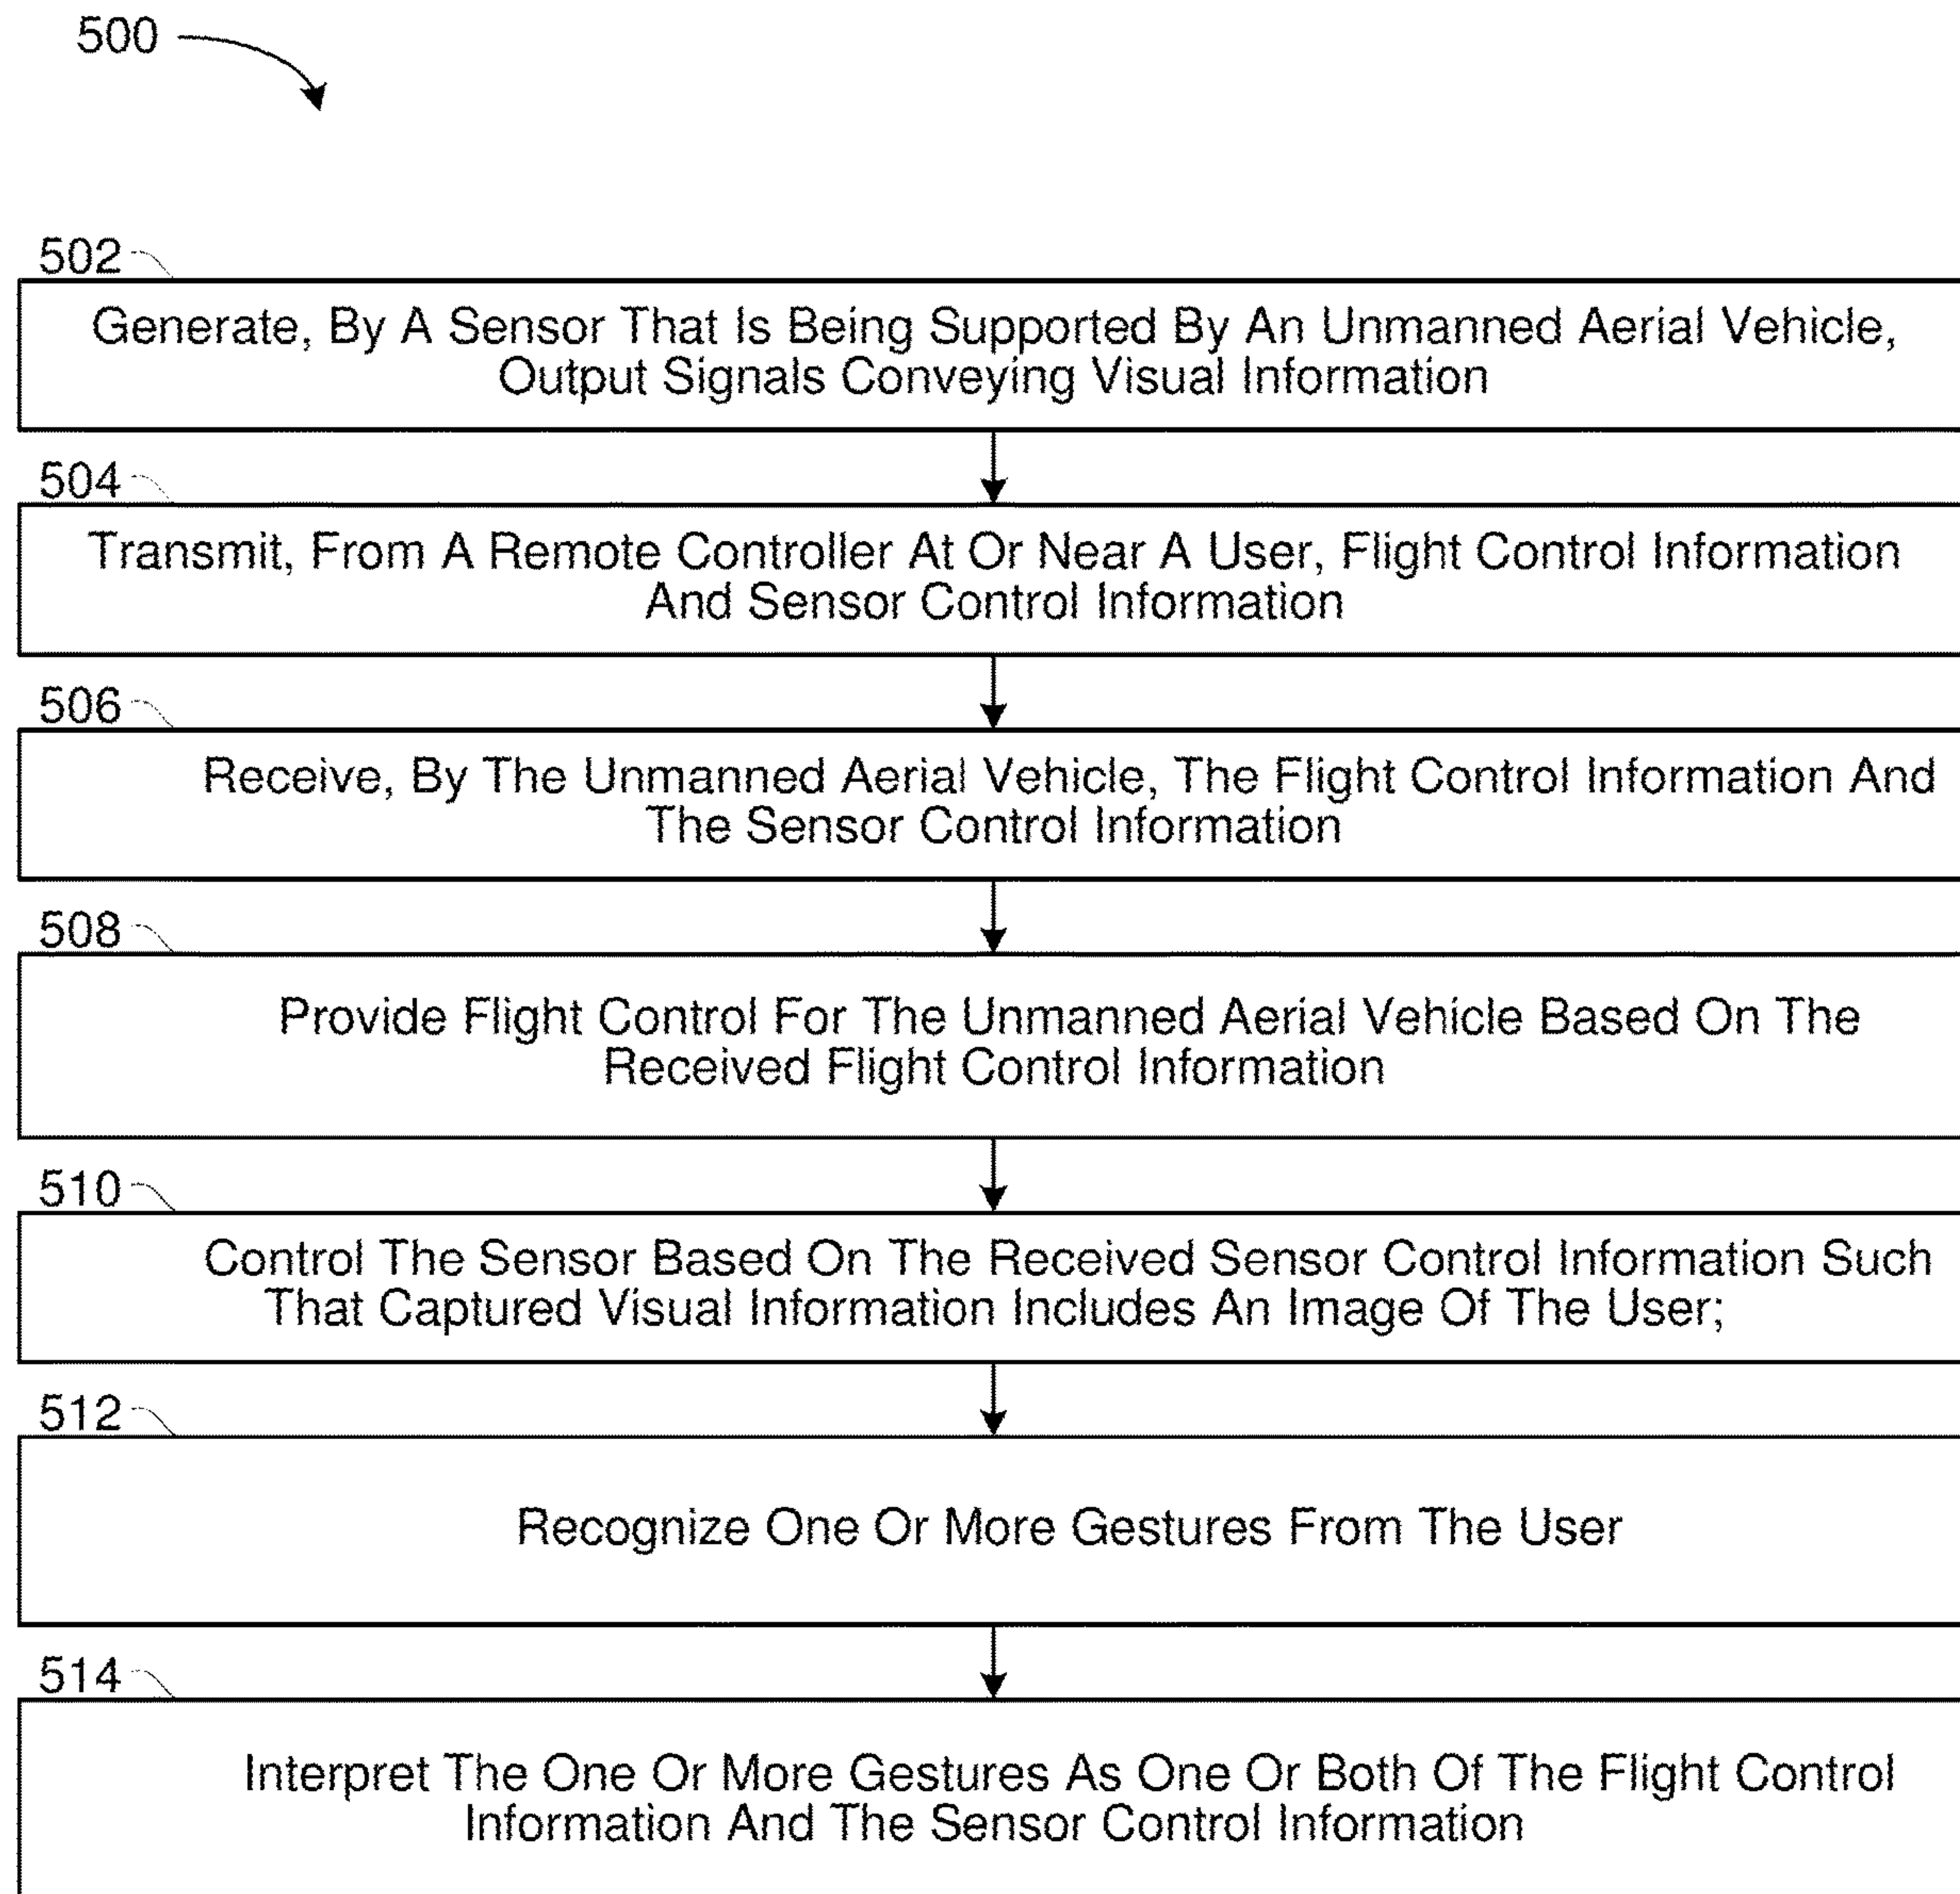 500
502
Generate, By A Sensor That Is Being Supported By An Unmanned Aerial Vehicle,
Output Signals Conveying Visual Information
504
Transmit, From A Remote Controller At Or Near A User, Flight Control Information
And Sensor Control Information
506
Receive, By The Unmanned Aerial Vehicle, The Flight Control Information And
The Sensor Control Information
508
Provide Flight Control For The Unmanned Aerial Vehicle Based On The
Received Flight Control Information
510
Control The Sensor Based On The Received Sensor Control Information Such
That Captured Visual Information Includes An Image Of The User;
512
Recognize One Or More Gestures From The User
514
Interpret The One Or More Gestures As One Or Both Of The Flight Control
Information And The Sensor Control Information